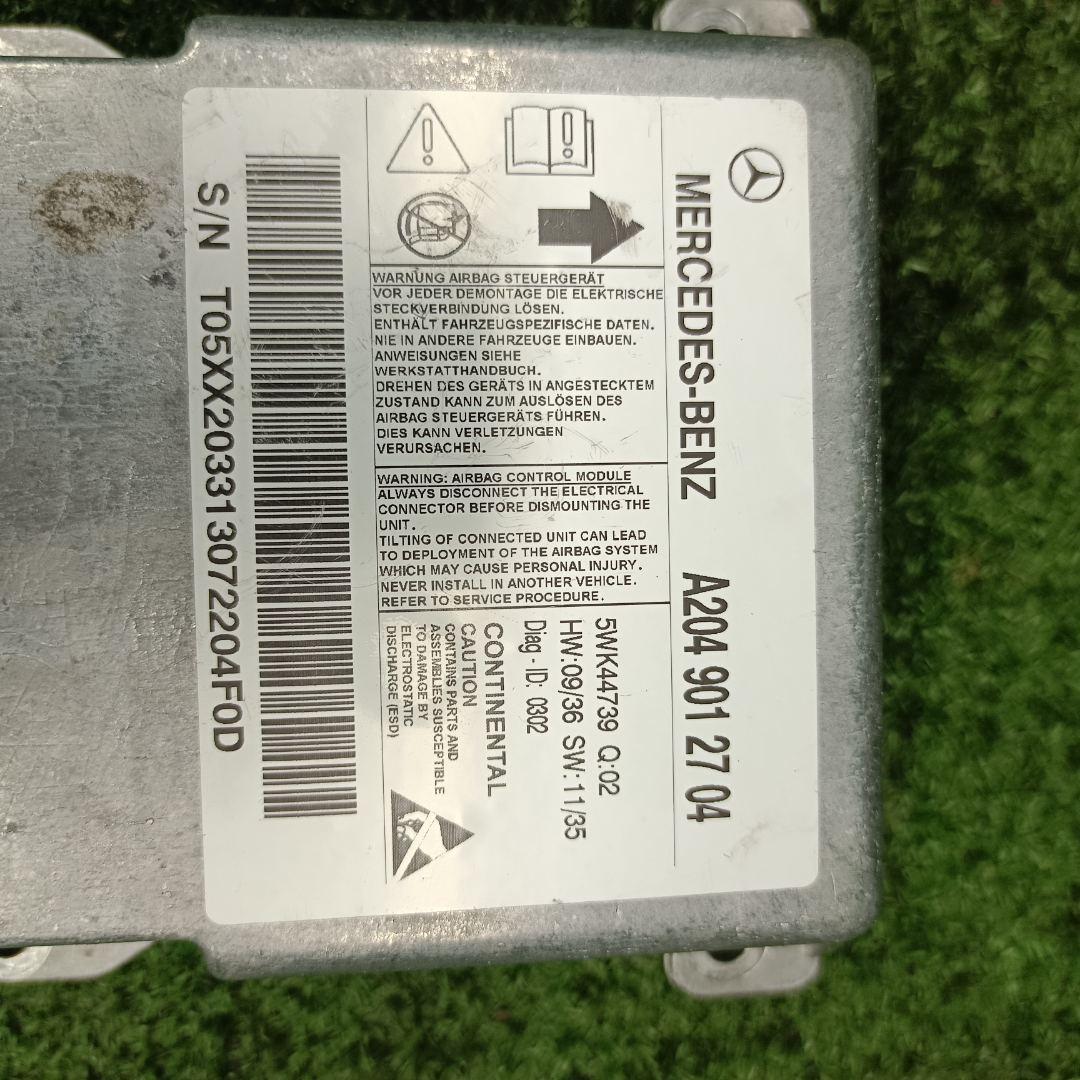 MERCEDES-BENZ A204 901 27 04
WARNUNG AIRBAG STEUERGERÄT
VOR JEDER DEMONTAGE DIE ELEKTRISCHE
STECKVERBINDUNG LÖSEN.
ENTHÄLT FAHRZEUGSPEZIFISCHE DATEN.
NIE IN ANDERE FAHRZEUGE EINBAUEN.
ANWEISUNGEN SIEHE
WERKSTATTHANDBUCH.
DREHEN DES GERÄTS IN ANGESTECKTEM
ZUSTAND KANN ZUM AUSLÖSEN DES
AIRBAG STEUERGERÄTS FÜHREN.
DIES KANN VERLETZUNGEN
VERURSACHEN.
WARNING: AIRBAG CONTROL MODULE
ALWAYS DISCONNECT THE ELECTRICAL
CONNECTOR BEFORE DISMOUNTING THE
UNIT.
TILTING OF CONNECTED UNIT CAN LEAD
TO DEPLOYMENT OF THE AIRBAG SYSTEM
WHICH MAY CAUSE PERSONAL INJURY.
NEVER INSTALL IN ANOTHER VEHICLE.
REFER TO SERVICE PROCEDURE.
5WK44739 Q:02
HW:09/36 SW:11/35
Diag - ID: 0302
CONTINENTAL
CAUTION
CONTAINS PARTS AND
ASSEMBLIES SUSCEPTIBLE
TO DAMAGE BY
ELECTROSTATIC
DISCHARGE (ESD)
S/N T05XX203313072204F0D